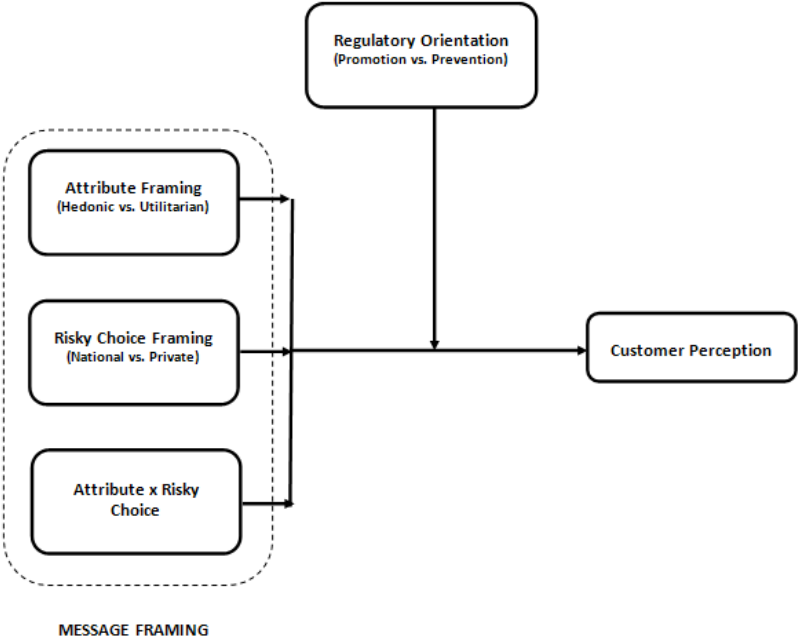 Regulatory Orientation
(Promotion vs. Prevention)
Attribute Framing
(Hedonic vs. Utilitarian)
Risky Choice Framing
(National vs. Private)
Customer Perception
Attribute x Risky
Choice
MESSAGE FRAMING